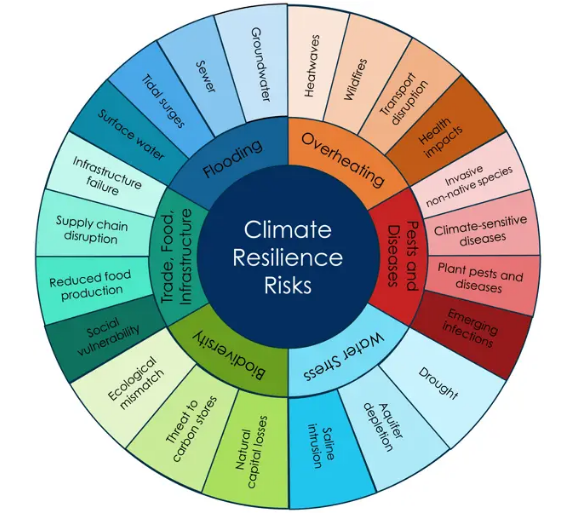 Climate
Resilience
Risks
Overheating
Heatwaves
Wildfires
Transport
disruption
Health
impacts
Pests and
Diseases
Invasive
non-native species
Climate-sensitive
diseases
Plant pests and
diseases
Emerging
infections
Water Stress
Drought
Aquifer
depletion
Saline
intrusion
Biodiversity
Natural
capital losses
Threat to
carbon stores
Ecological
mismatch
Trade, Food,
Infrastructure
Social
vulnerability
Reduced food
production
Supply chain
disruption
Infrastructure
failure
Flooding
Surface water
Tidal surges
Sewer
Groundwater